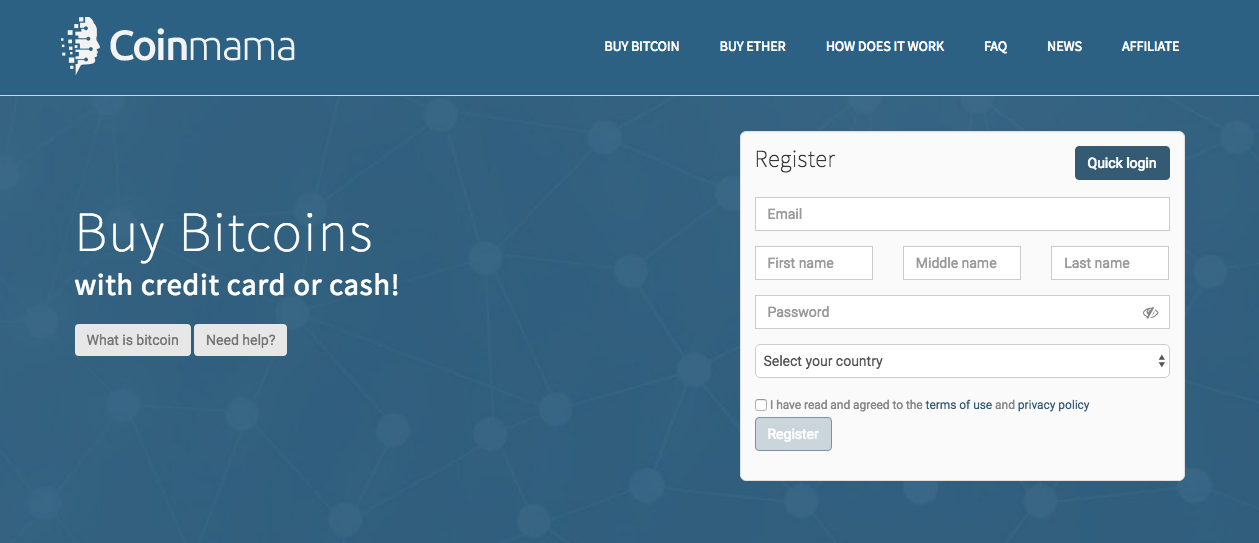 Coinmama
BUY BITCOIN BUY ETHER HOW DOES IT WORK FAQ NEWS AFFILIATE
Buy Bitcoins
with credit card or cash!
What is bitcoin Need help?
Register Quick login
Email
First name Middle name Last name
Password
Select your country
I have read and agreed to the terms of use and privacy policy
Register